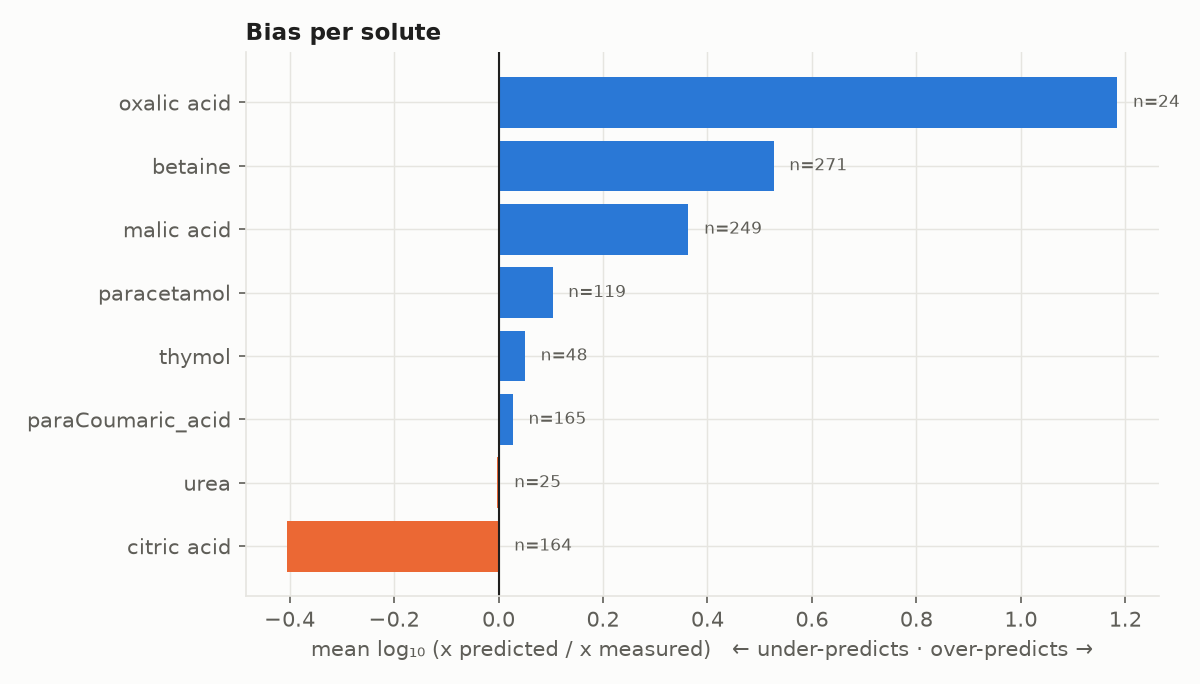 Bias per solute
oxalic acid n=24
betaine n=271
malic acid n=249
paracetamol n=119
thymol n=48
paraCoumaric_acid n=165
urea n=25
citric acid n=164
−0.4 −0.2 0.0 0.2 0.4 0.6 0.8 1.0 1.2
mean log₁₀ (x predicted / x measured) ← under-predicts · over-predicts →